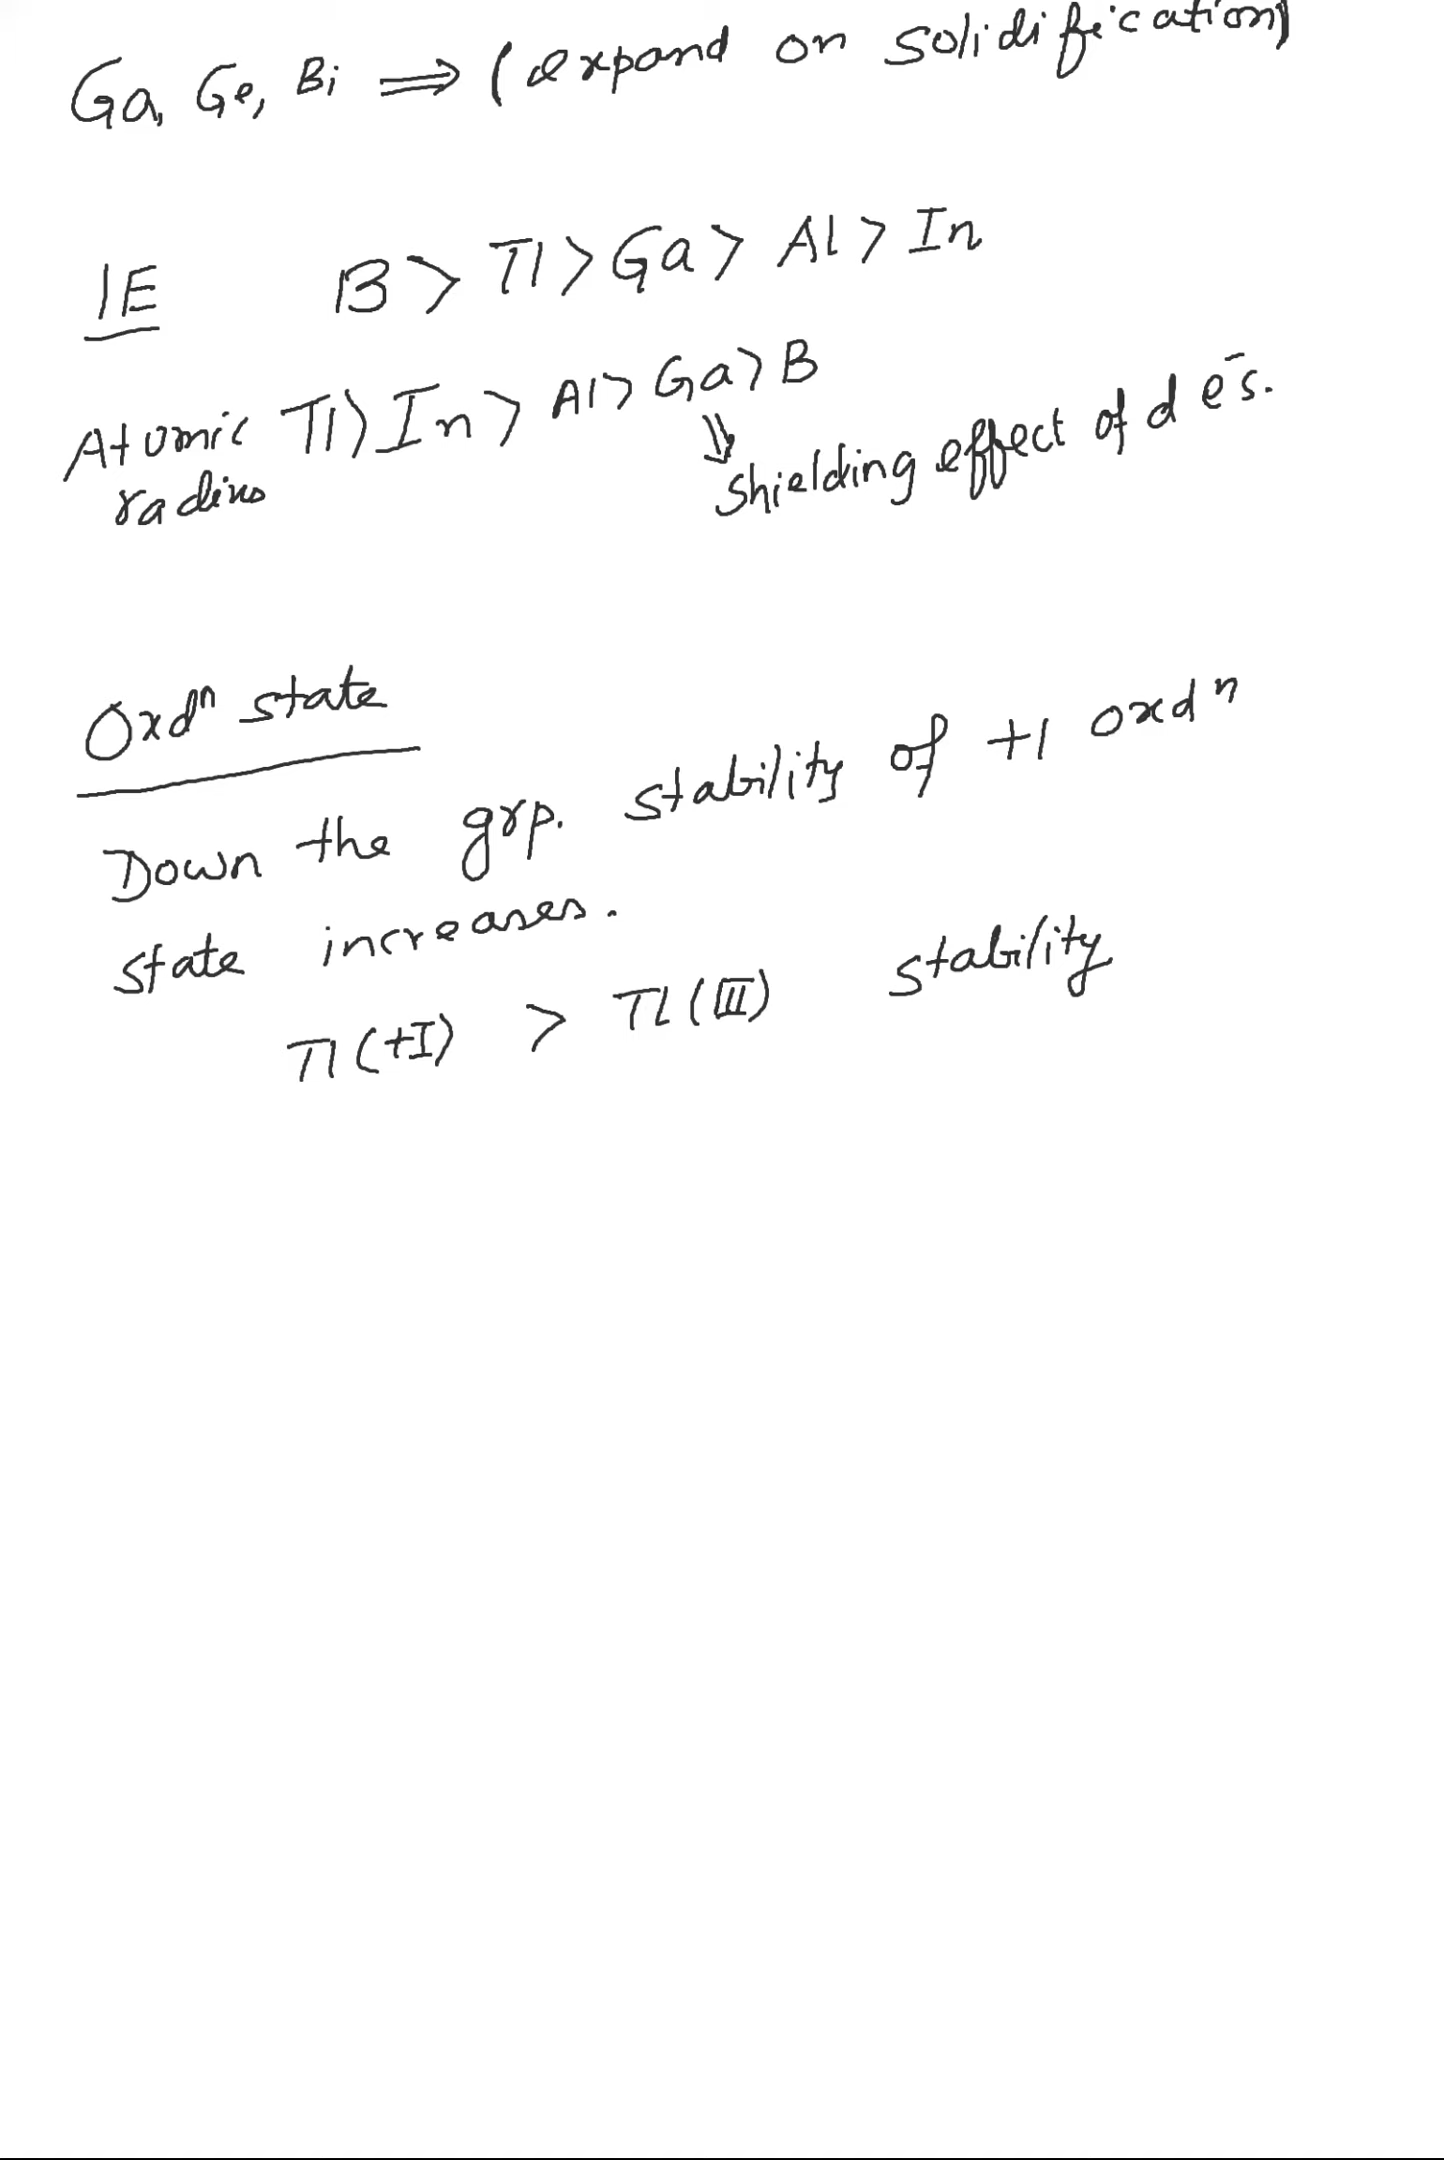 Ga, Ge, Bi ⇒ (expand on solidification)
IE B > Tl > Ga > Al > In
Atomic radius Tl > In > Al > Ga > B
⇓
Shielding effect of d e⁻s.
Oxdⁿ state
Down the grp. stability of +1 oxdⁿ
state increases.
Tl (+I) > Tl (III) stability